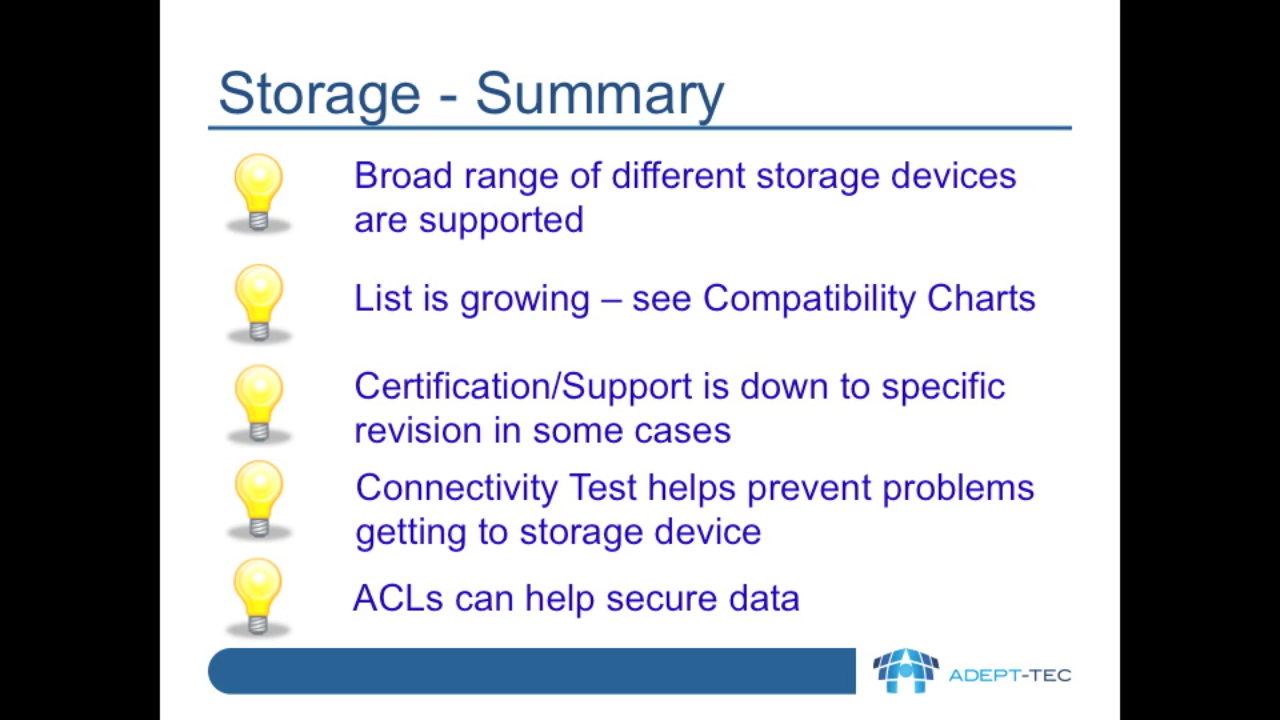 Storage - Summary
Broad range of different storage devices
are supported
List is growing – see Compatibility Charts
Certification/Support is down to specific
revision in some cases
Connectivity Test helps prevent problems
getting to storage device
ACLs can help secure data
ADEPT-TEC